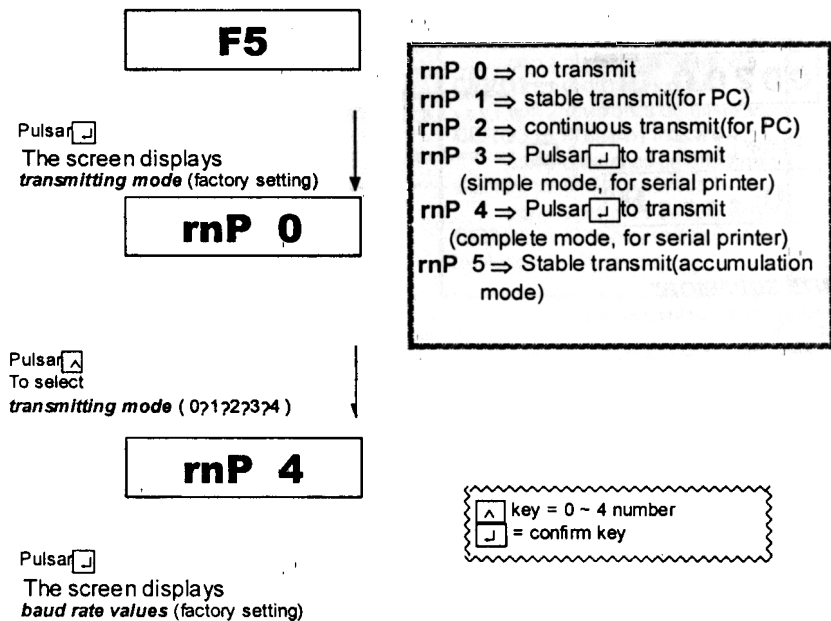 F5
Pulsar ↵
The screen displays
transmitting mode (factory setting)
rnP 0
Pulsar ^
To select
transmitting mode ( 0?1?2?3?4 )
rnP 4
Pulsar ↵
The screen displays
baud rate values (factory setting)
rnP 0 ⇒ no transmit
rnP 1 ⇒ stable transmit(for PC)
rnP 2 ⇒ continuous transmit(for PC)
rnP 3 ⇒ Pulsar ↵ to transmit
(simple mode, for serial printer)
rnP 4 ⇒ Pulsar ↵ to transmit
(complete mode, for serial printer)
rnP 5 ⇒ Stable transmit(accumulation
mode)
^ key = 0 ~ 4 number
↵ = confirm key